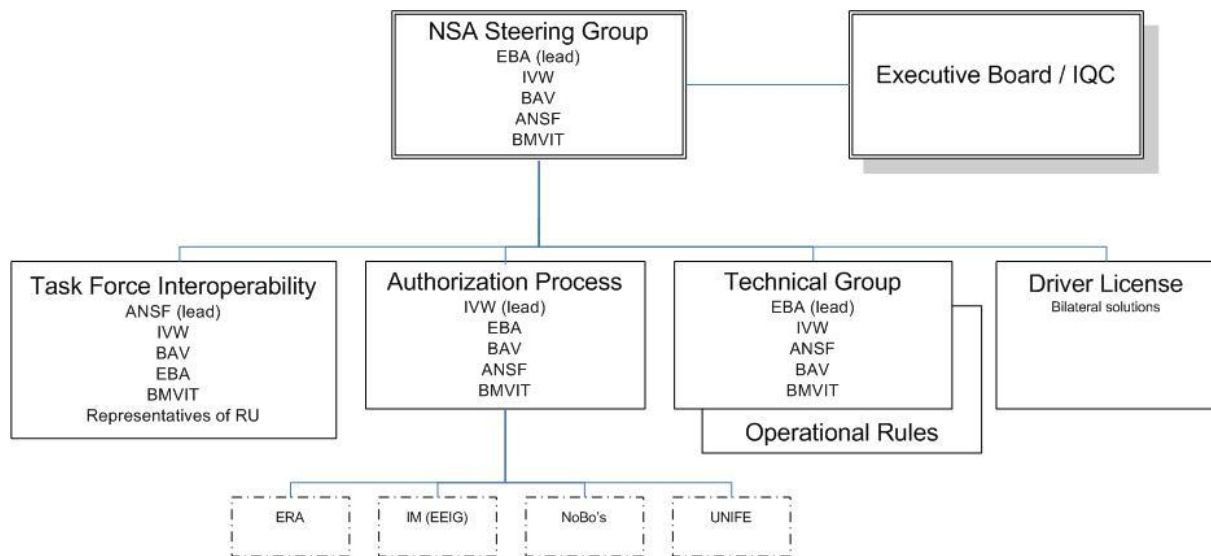 NSA Steering Group
EBA (lead)
IVW
BAV
ANSF
BMVIT
Executive Board / IQC
Task Force Interoperability
ANSF (lead)
IVW
BAV
EBA
BMVIT
Representatives of RU
Authorization Process
IVW (lead)
EBA
BAV
ANSF
BMVIT
Technical Group
EBA (lead)
IVW
ANSF
BAV
BMVIT
Operational Rules
Driver License
Bilateral solutions
ERA
IM (EEIG)
NoBo's
UNIFE